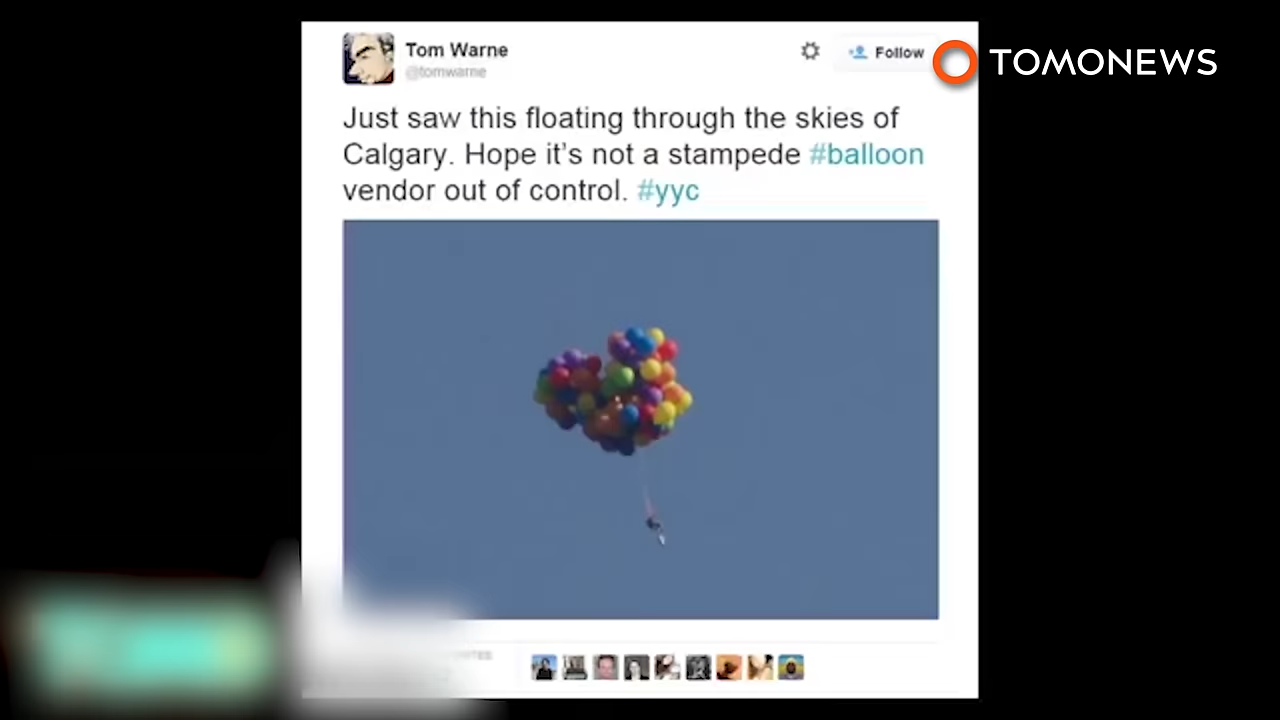 Tom Warne
@tomwarne
Follow
TOMONEWS
Just saw this floating through the skies of
Calgary. Hope it's not a stampede #balloon
vendor out of control. #yyc